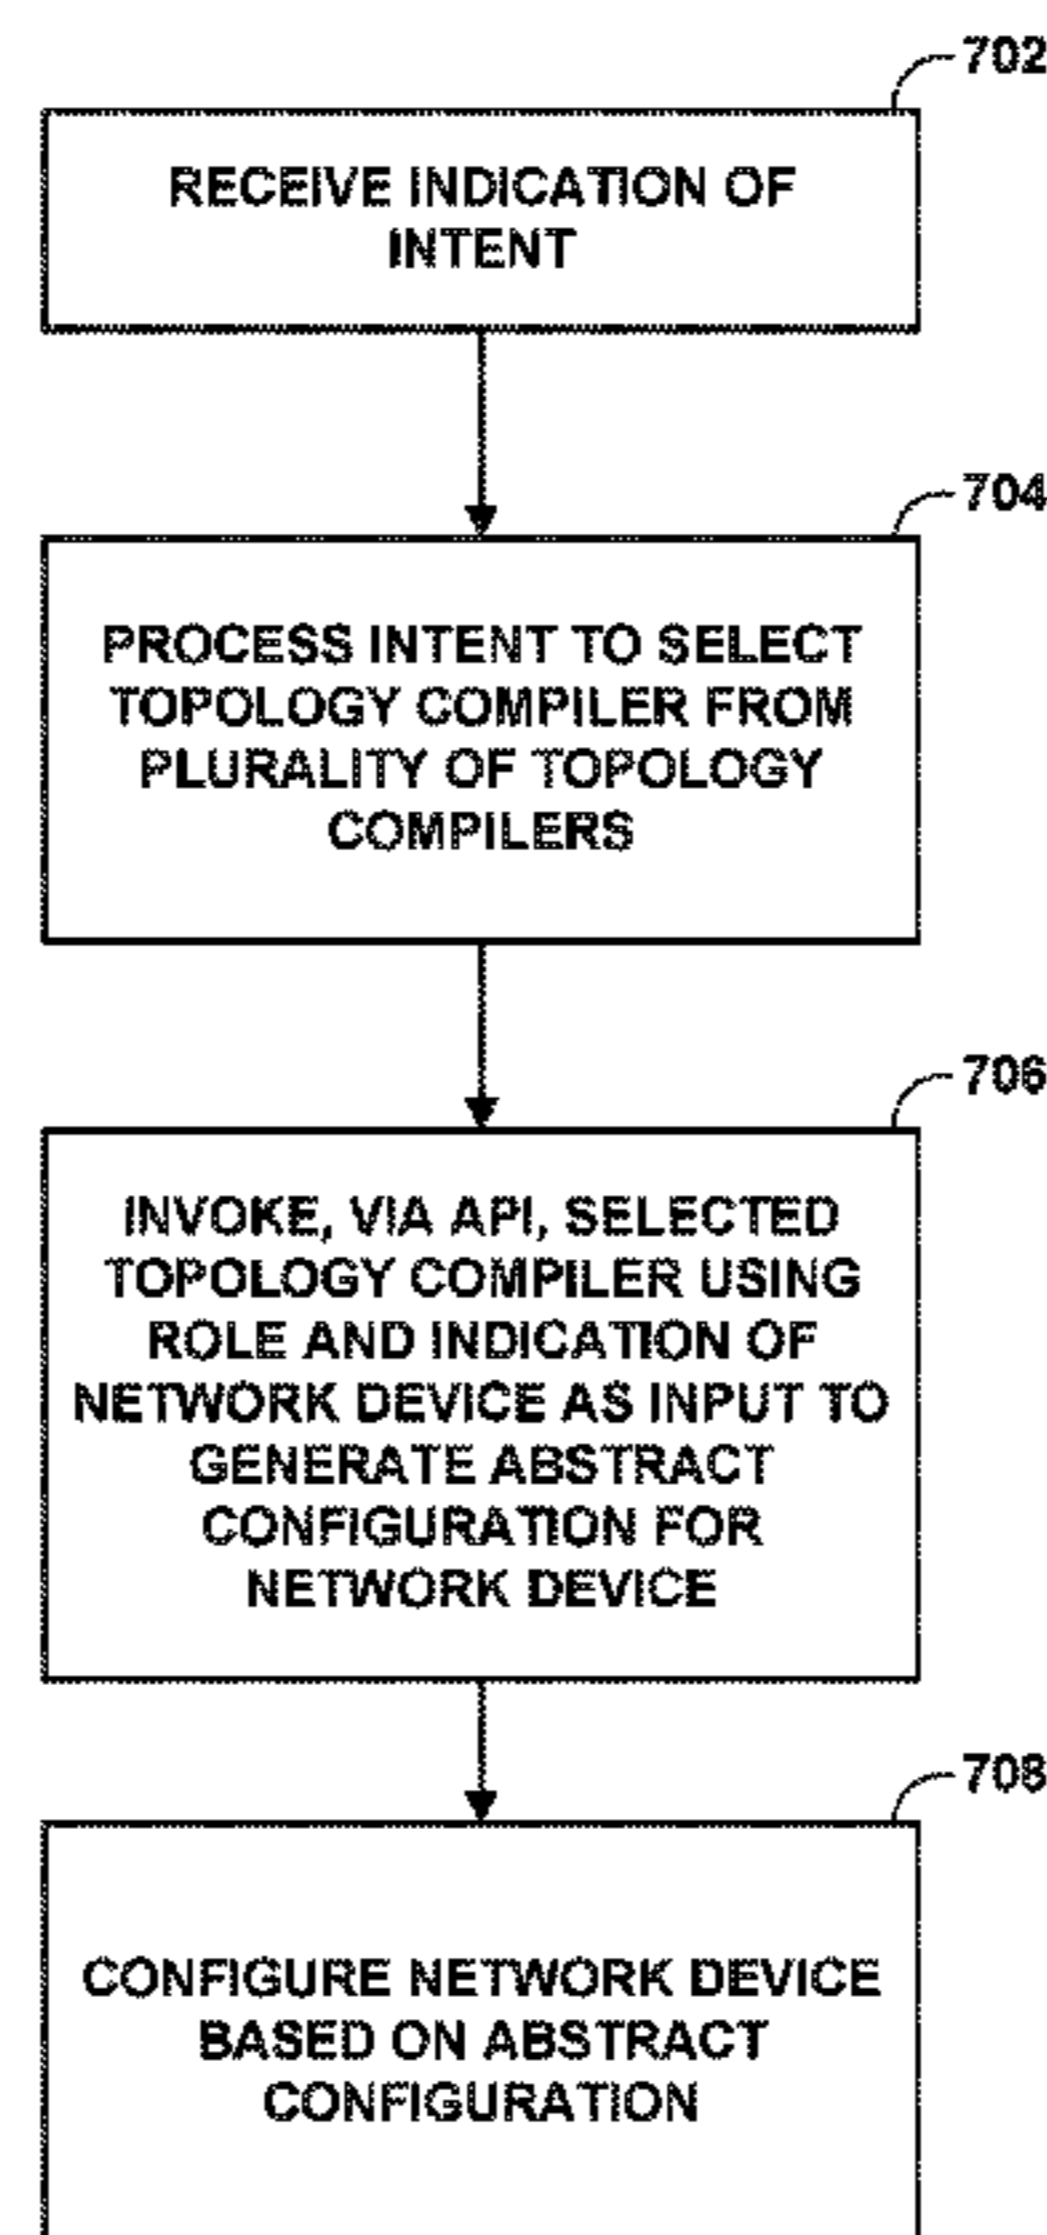 702
RECEIVE INDICATION OF
INTENT
704
PROCESS INTENT TO SELECT
TOPOLOGY COMPILER FROM
PLURALITY OF TOPOLOGY
COMPILERS
706
INVOKE, VIA API, SELECTED
TOPOLOGY COMPILER USING
ROLE AND INDICATION OF
NETWORK DEVICE AS INPUT TO
GENERATE ABSTRACT
CONFIGURATION FOR
NETWORK DEVICE
708
CONFIGURE NETWORK DEVICE
BASED ON ABSTRACT
CONFIGURATION